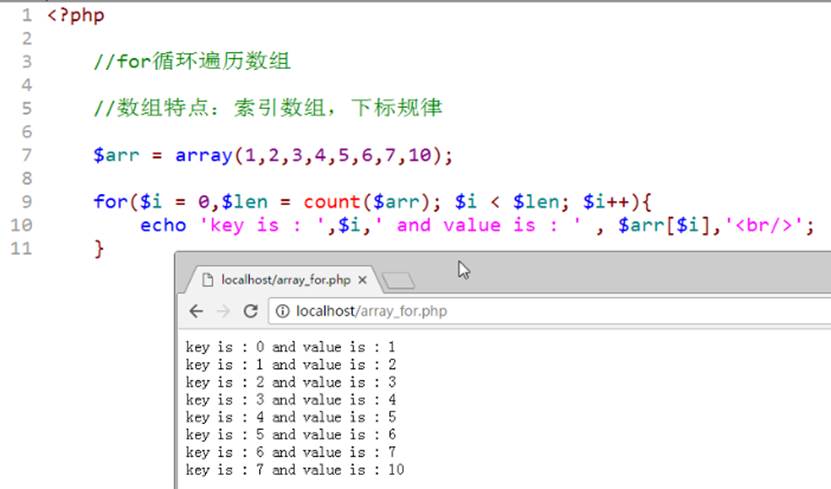 1 <?php
2
3 //for循环遍历数组
4
5 //数组特点：索引数组，下标规律
6
7 $arr = array(1,2,3,4,5,6,7,10);
8
9 for($i = 0,$len = count($arr); $i < $len; $i++){
10 echo 'key is : ',$i,' and value is : ' , $arr[$i],'<br/>';
11 }
localhost/array_for.php
localhost/array_for.php
key is : 0 and value is : 1
key is : 1 and value is : 2
key is : 2 and value is : 3
key is : 3 and value is : 4
key is : 4 and value is : 5
key is : 5 and value is : 6
key is : 6 and value is : 7
key is : 7 and value is : 10